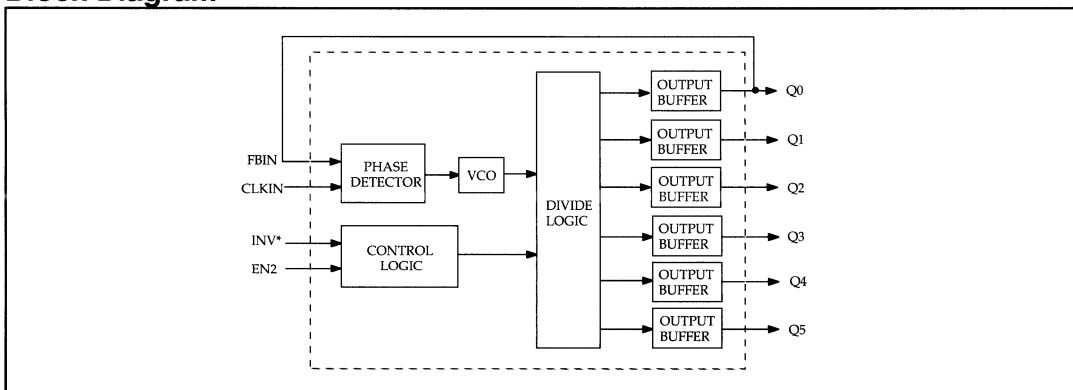 Block Diagram
OUTPUT
BUFFER
Q0
OUTPUT
BUFFER
Q1
FBIN
PHASE
DETECTOR
VCO
CLKIN
OUTPUT
BUFFER
Q2
DIVIDE
LOGIC
INV*
CONTROL
LOGIC
EN2
OUTPUT
BUFFER
Q3
OUTPUT
BUFFER
Q4
OUTPUT
BUFFER
Q5